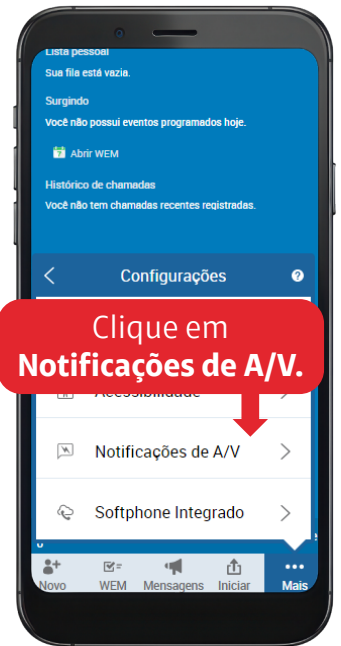 Lista pessoal
Sua fila está vazia.
Surgindo
Você não possui eventos programados hoje.
Abrir WEM
Histórico de chamadas
Você não tem chamadas recentes registradas.
Configurações
Clique em
Notificações de A/V.
Acessibilidade
Notificações de A/V
Softphone Integrado
Novo
WEM
Mensagens
Iniciar
Mais